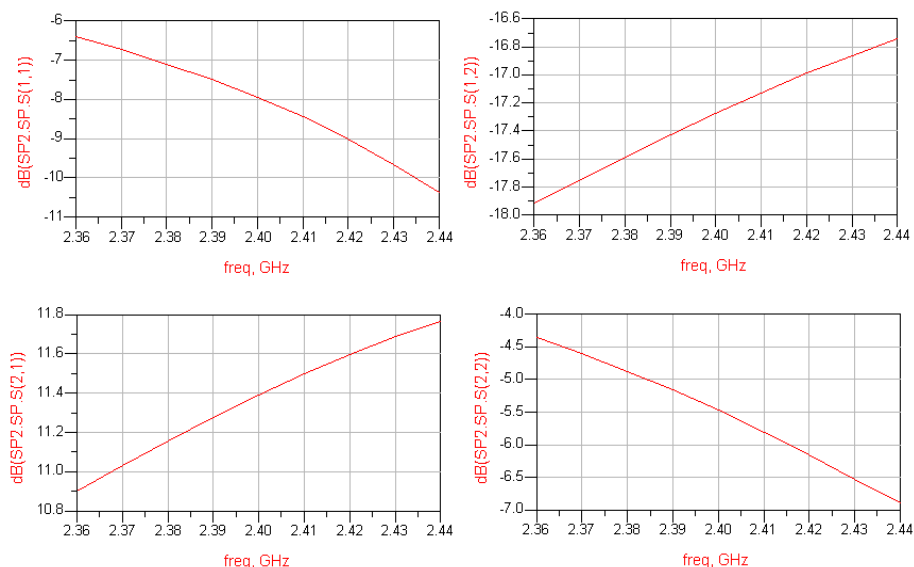 -6
-7
-8
-9
-10
-11
dB(SP2.SP.S(1,1))
2.36 2.37 2.38 2.39 2.40 2.41 2.42 2.43 2.44
freq, GHz
-16.6
-16.8
-17.0
-17.2
-17.4
-17.6
-17.8
-18.0
dB(SP2.SP.S(1,2))
2.36 2.37 2.38 2.39 2.40 2.41 2.42 2.43 2.44
freq, GHz
11.8
11.6
11.4
11.2
11.0
10.8
dB(SP2.SP.S(2,1))
2.36 2.37 2.38 2.39 2.40 2.41 2.42 2.43 2.44
freq, GHz
-4.0
-4.5
-5.0
-5.5
-6.0
-6.5
-7.0
dB(SP2.SP.S(2,2))
2.36 2.37 2.38 2.39 2.40 2.41 2.42 2.43 2.44
freq, GHz